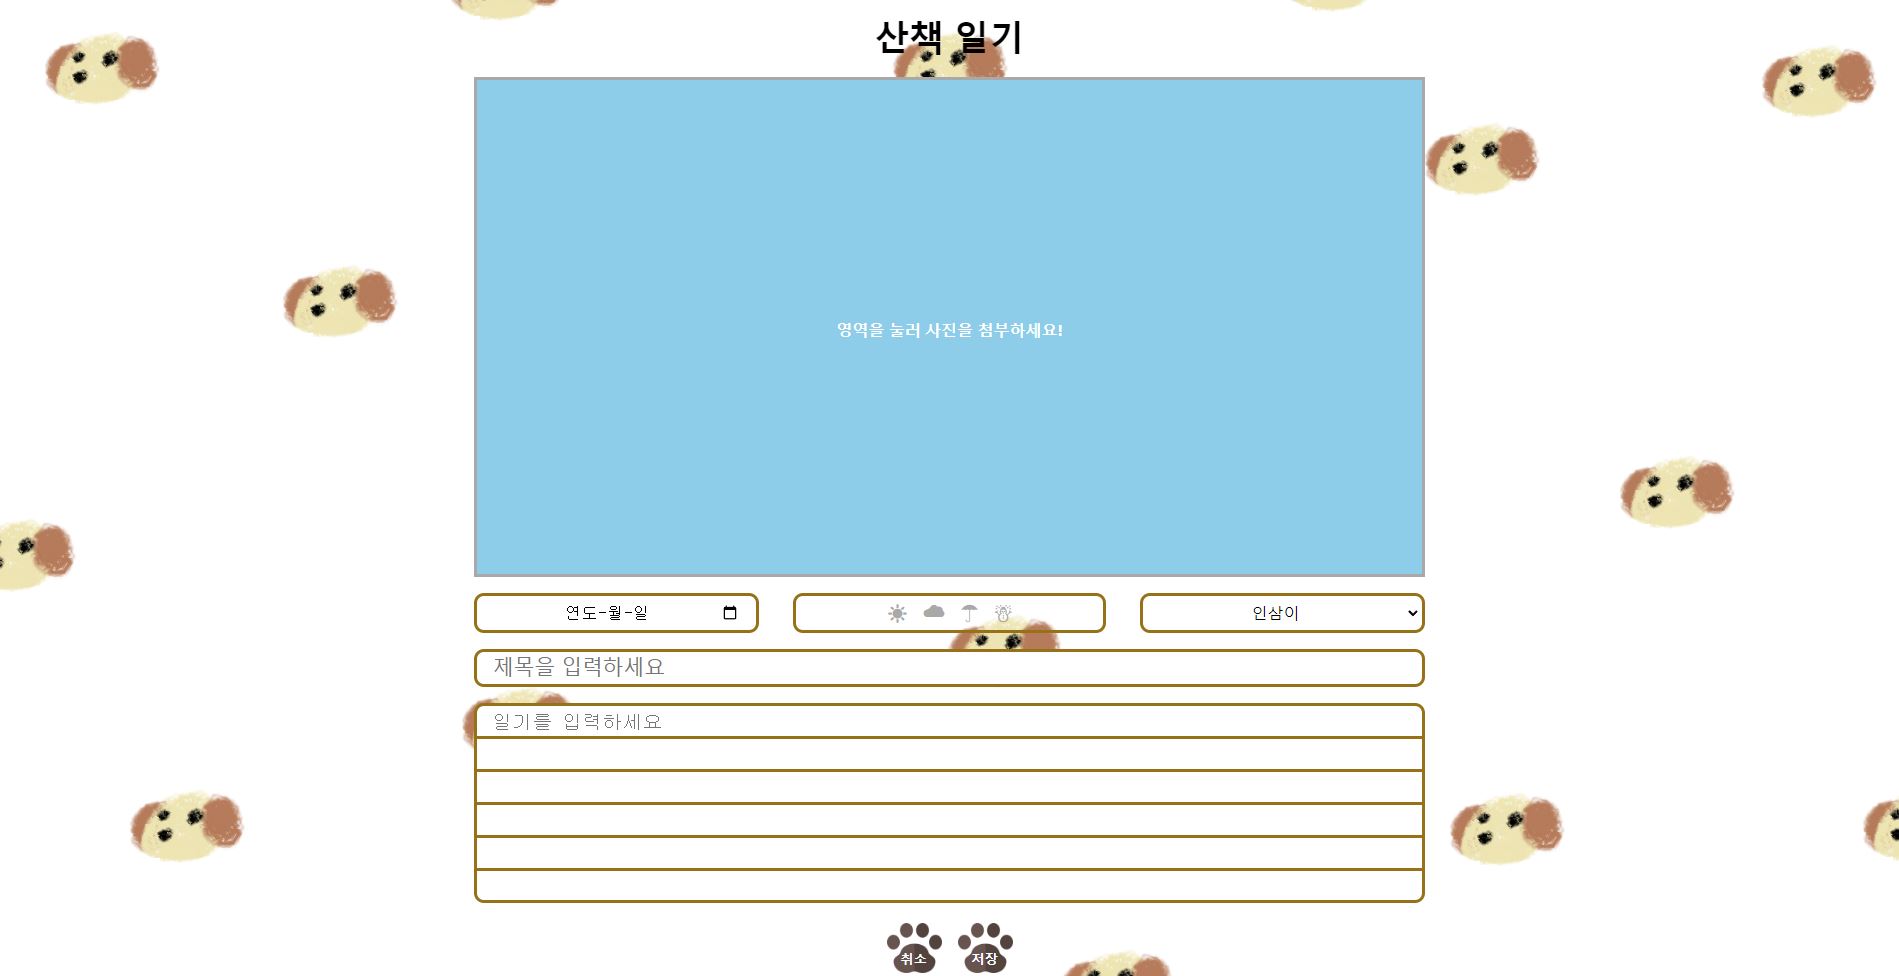 산책 일기
영역을 눌러 사진을 첨부하세요!
연도-월-일
인삼이
제목을 입력하세요
일기를 입력하세요
취소 저장